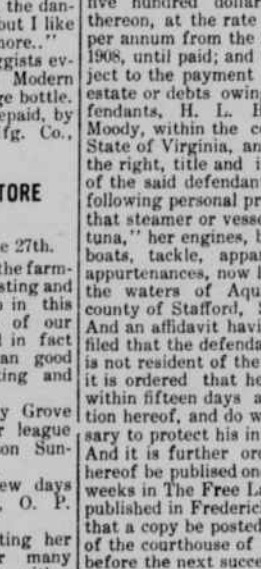 the dan-
but I like
more.."
ggists ev-
Modern
ge bottle.
epaid, by
fg. Co.,
TORE
e 27th.
the farm-
sting and
in this
of our
l in fact
an good
ting and
y Grove
r league
on Sun-
ew days
, O. P.
ting her
r many
five hundred dollar
thereon, at the rate
per annum from the
1908, until paid; and
ject to the payment
estate or debts owin
fendants, H. L.
Moody, within the c
State of Virginia, an
the right, title and i
of the said defendan
following personal pr
that steamer or vesse
tuna," her engines, b
boats, tackle, appar
appurtenances, now l
the waters of Aqu
county of Stafford, S
And an affidavit havi
filed that the defenda
is not resident of the
it is ordered that he
within fifteen days a
tion hereof, and do w
sary to protect his in
And it is further ord
hereof be publised on
weeks in The Free La
published in Frederic
that a copy be posted
of the courthouse of
before the next succe